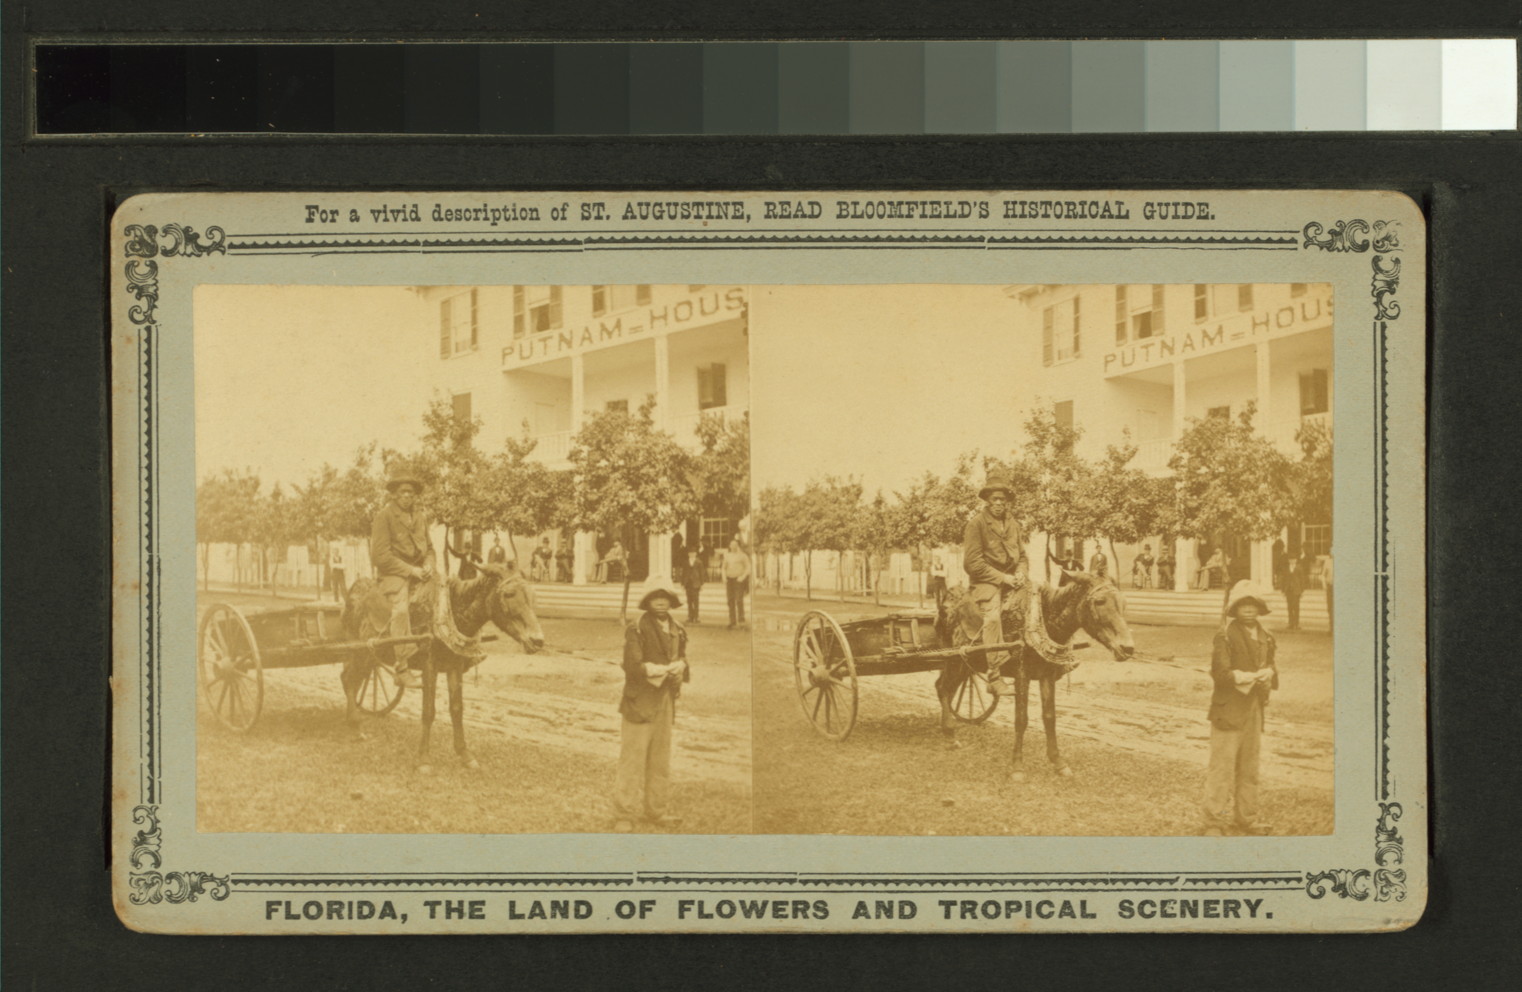 For a vivid description of ST. AUGUSTINE, READ BLOOMFIELD'S HISTORICAL GUIDE.
PUTNAM=HOUS
PUTNAM=HOUS
FLORIDA, THE LAND OF FLOWERS AND TROPICAL SCENERY.